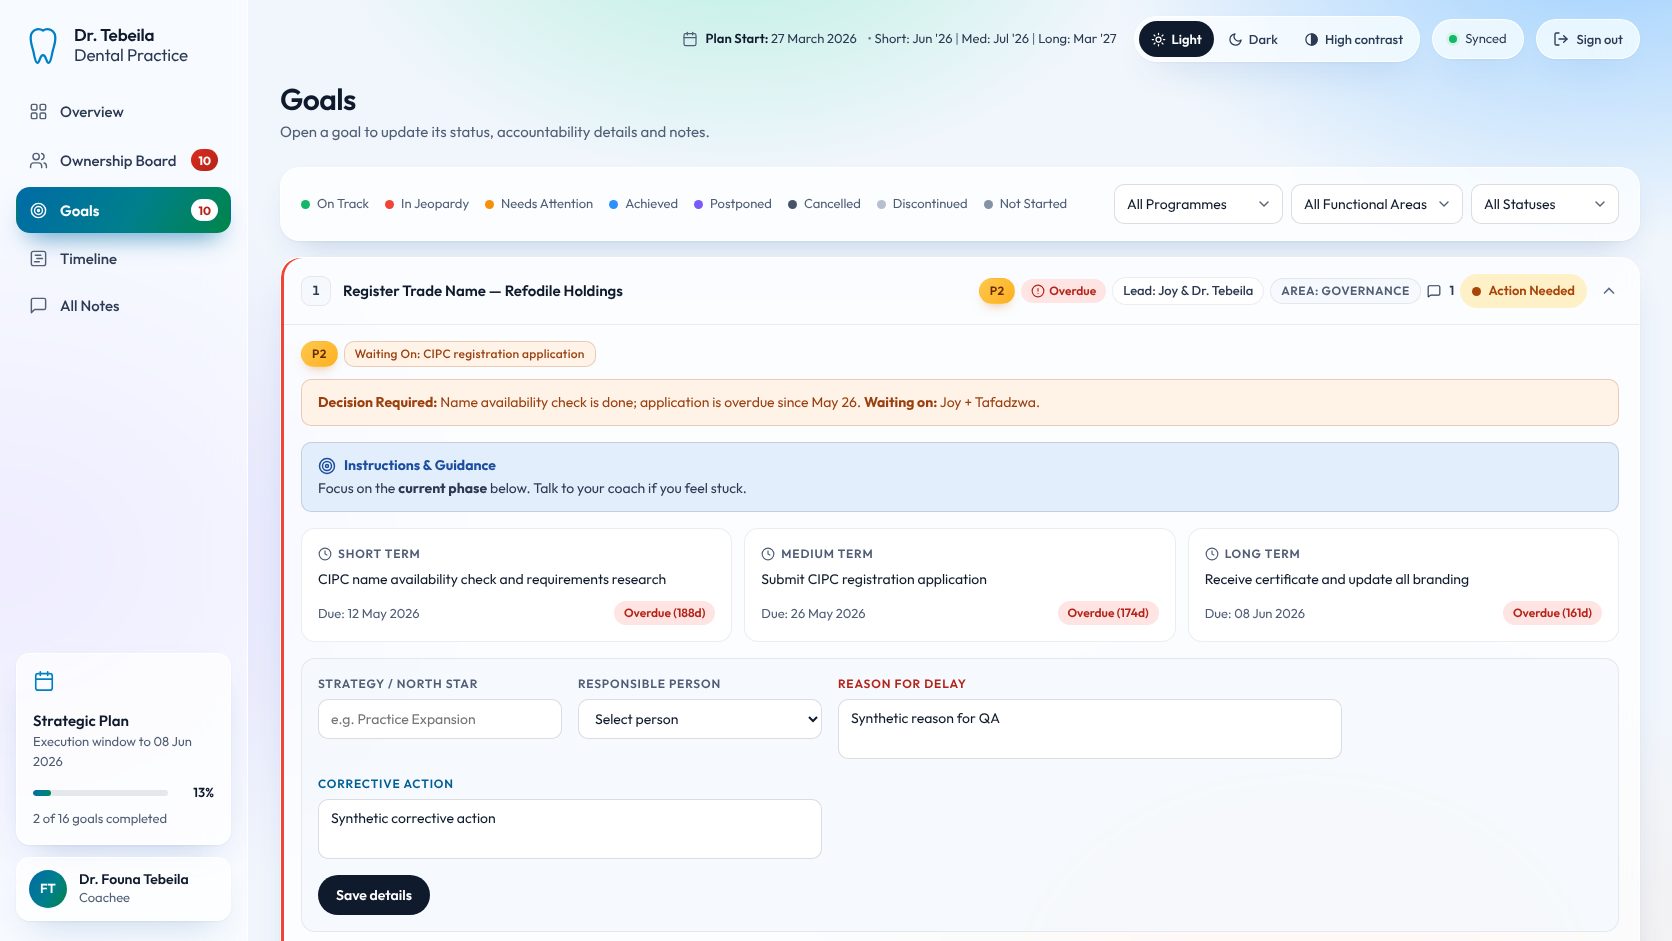 Dr. Tebeila
Dental Practice
Overview
Ownership Board 10
Goals 10
Timeline
All Notes
Strategic Plan
Execution window to 08 Jun
2026
13%
2 of 16 goals completed
FT
Dr. Founa Tebeila
Coachee
Plan Start: 27 March 2026 • Short: Jun '26 | Med: Jul '26 | Long: Mar '27
Light
Dark
High contrast
Synced
Sign out
Goals
Open a goal to update its status, accountability details and notes.
On Track
In Jeopardy
Needs Attention
Achieved
Postponed
Cancelled
Discontinued
Not Started
All Programmes
All Functional Areas
All Statuses
1 Register Trade Name — Refodile Holdings
P2
Overdue
Lead: Joy & Dr. Tebeila
AREA: GOVERNANCE
1
Action Needed
P2
Waiting On: CIPC registration application
Decision Required: Name availability check is done; application is overdue since May 26. Waiting on: Joy + Tafadzwa.
Instructions & Guidance
Focus on the current phase below. Talk to your coach if you feel stuck.
SHORT TERM
CIPC name availability check and requirements research
Due: 12 May 2026
Overdue (188d)
MEDIUM TERM
Submit CIPC registration application
Due: 26 May 2026
Overdue (174d)
LONG TERM
Receive certificate and update all branding
Due: 08 Jun 2026
Overdue (161d)
STRATEGY / NORTH STAR
e.g. Practice Expansion
RESPONSIBLE PERSON
Select person
REASON FOR DELAY
Synthetic reason for QA
CORRECTIVE ACTION
Synthetic corrective action
Save details